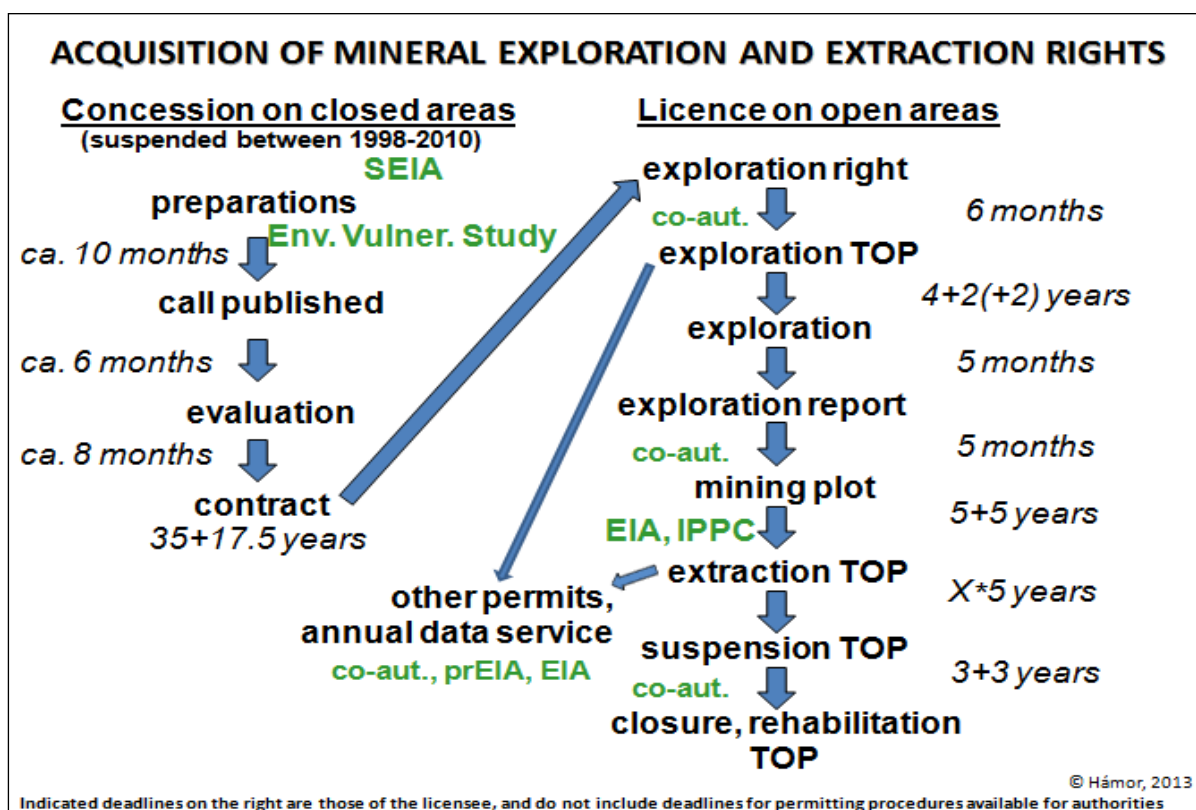 ACQUISITION OF MINERAL EXPLORATION AND EXTRACTION RIGHTS
Concession on closed areas
(suspended between 1998-2010)
SEIA
preparations
Env. Vulner. Study
ca. 10 months
call published
ca. 6 months
evaluation
ca. 8 months
contract
35+17.5 years
Licence on open areas
exploration right
co-aut.
6 months
exploration TOP
4+2(+2) years
exploration
5 months
exploration report
co-aut.
5 months
mining plot
EIA, IPPC
5+5 years
extraction TOP
X*5 years
other permits,
annual data service
co-aut., prEIA, EIA
suspension TOP
co-aut.
3+3 years
closure, rehabilitation
TOP
© Hámor, 2013
Indicated deadlines on the right are those of the licensee, and do not include deadlines for permitting procedures available for authorities